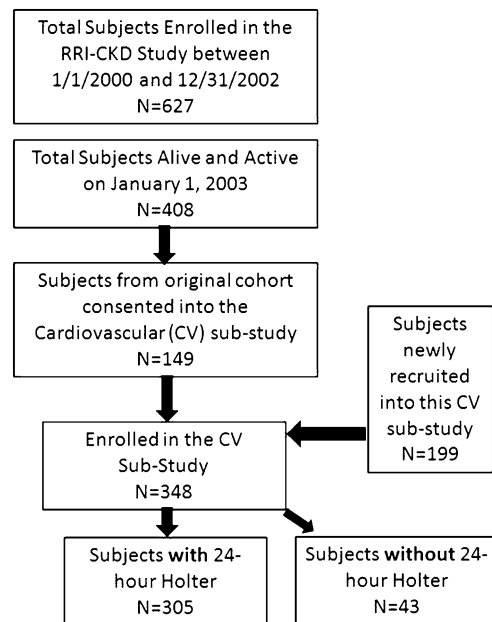 Total Subjects Enrolled in the
RRI-CKD Study between
1/1/2000 and 12/31/2002
N=627
Total Subjects Alive and Active
on January 1, 2003
N=408
Subjects from original cohort
consented into the
Cardiovascular (CV) sub-study
N=149
Subjects
newly
recruited
into this CV
sub-study
N=199
Enrolled in the CV
Sub-Study
N=348
Subjects with 24-
hour Holter
N=305
Subjects without 24-
hour Holter
N=43